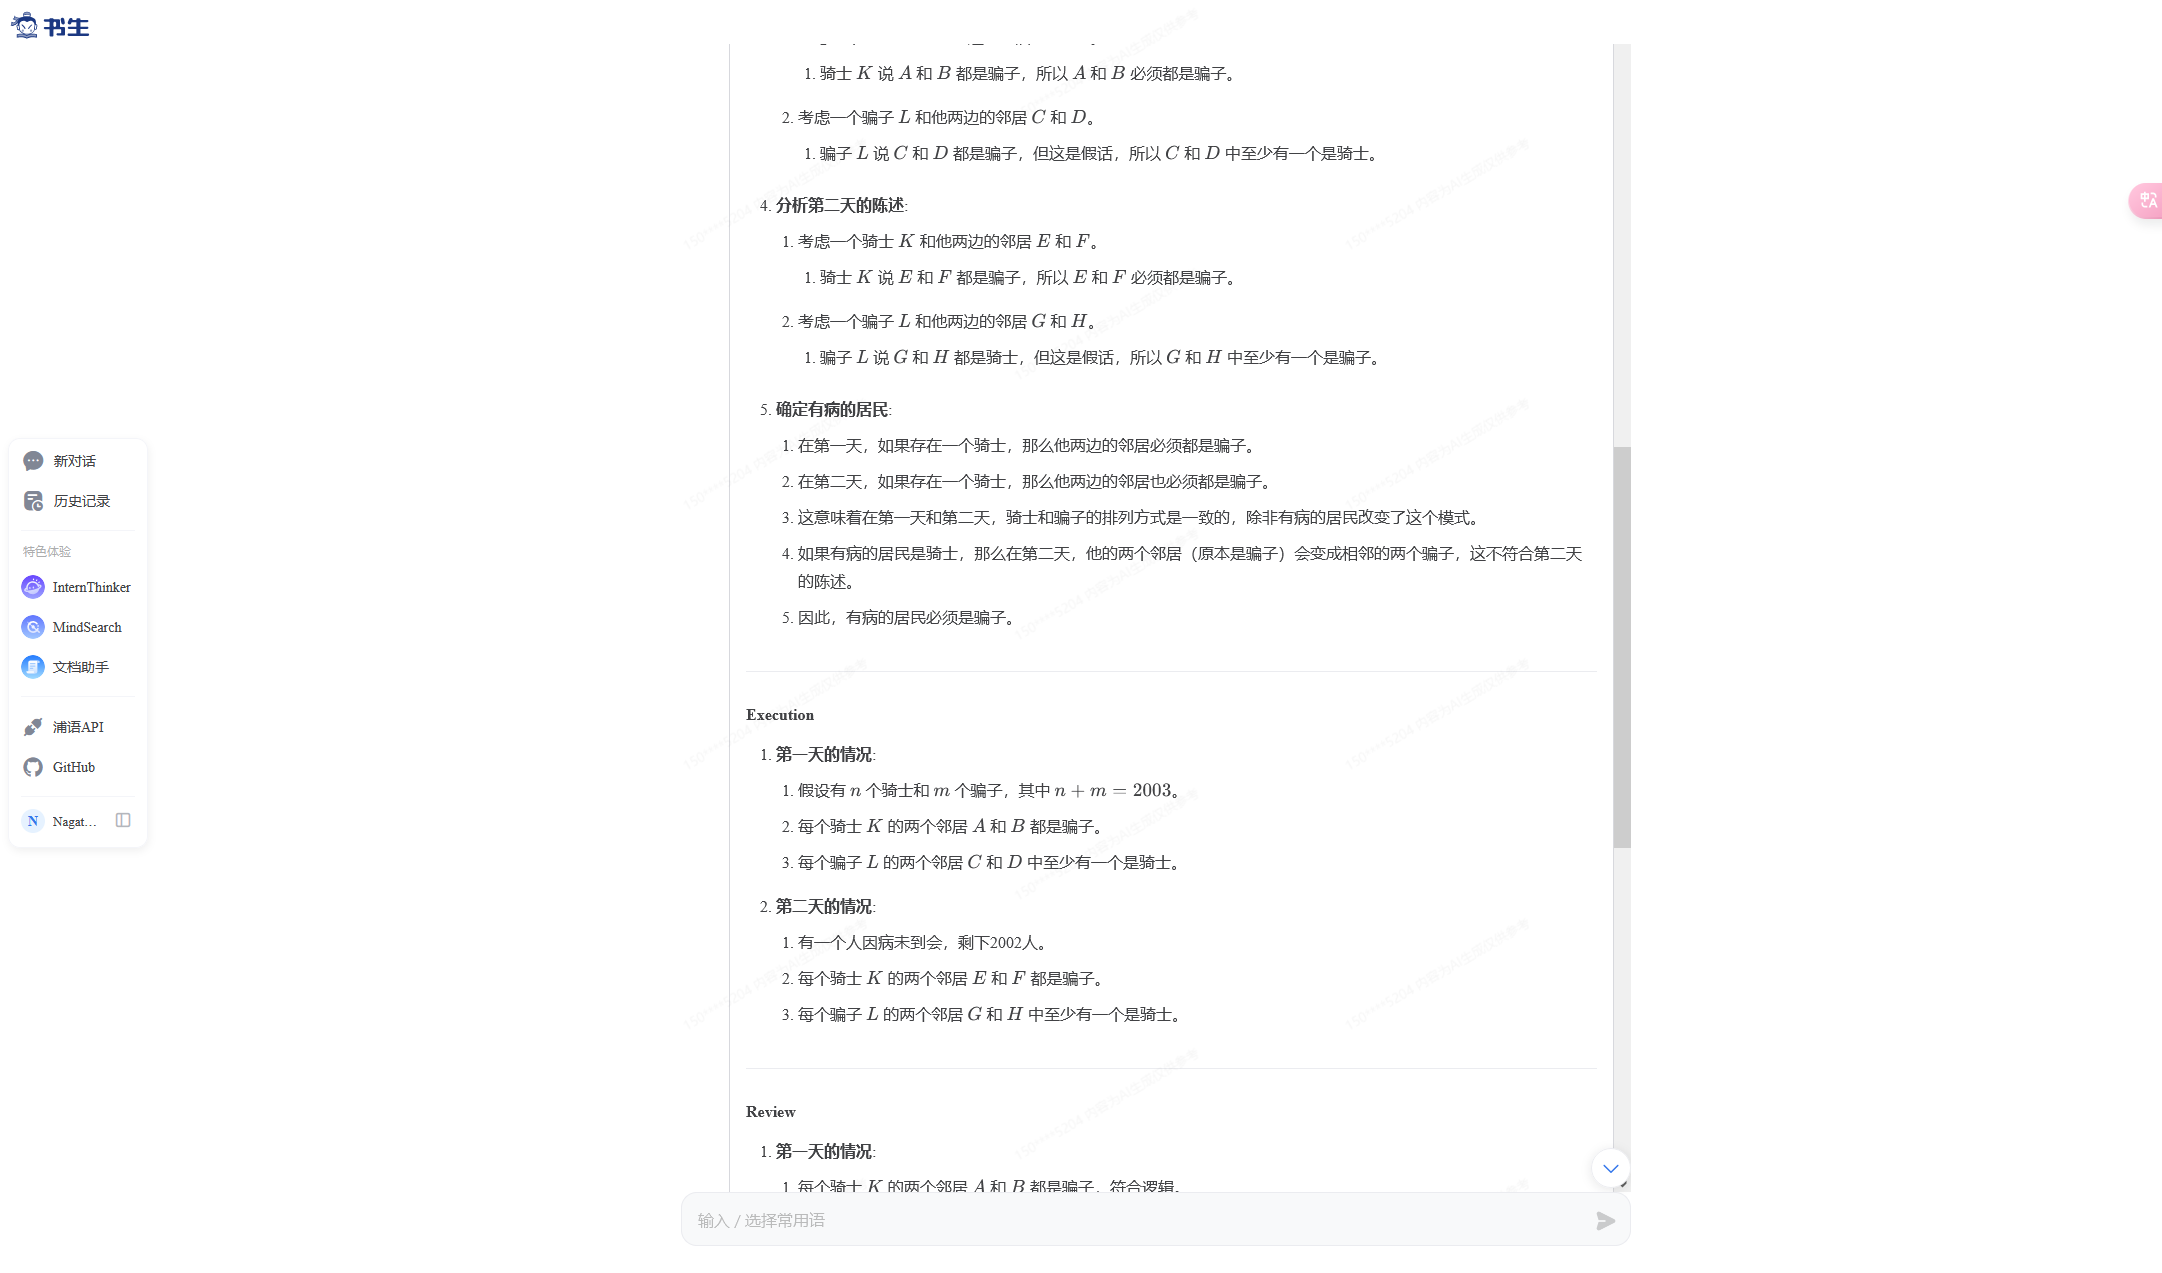 书生
1. 骑士 K 说 A 和 B 都是骗子，所以 A 和 B 必须都是骗子。
2. 考虑一个骗子 L 和他两边的邻居 C 和 D。
1. 骗子 L 说 C 和 D 都是骗子，但这是假话，所以 C 和 D 中至少有一个是骑士。
4. 分析第二天的陈述:
1. 考虑一个骑士 K 和他两边的邻居 E 和 F。
1. 骑士 K 说 E 和 F 都是骗子，所以 E 和 F 必须都是骗子。
2. 考虑一个骗子 L 和他两边的邻居 G 和 H。
1. 骗子 L 说 G 和 H 都是骑士，但这是假话，所以 G 和 H 中至少有一个是骗子。
5. 确定有病的居民:
1. 在第一天，如果存在一个骑士，那么他两边的邻居必须都是骗子。
2. 在第二天，如果存在一个骑士，那么他两边的邻居也必须都是骗子。
3. 这意味着在第一天和第二天，骑士和骗子的排列方式是一致的，除非有病的居民改变了这个模式。
4. 如果有病的居民是骑士，那么在第二天，他的两个邻居（原本是骗子）会变成相邻的两个骗子，这不符合第二天
的陈述。
5. 因此，有病的居民必须是骗子。
Execution
1. 第一天的情况:
1. 假设有 n 个骑士和 m 个骗子，其中 n + m = 2003。
2. 每个骑士 K 的两个邻居 A 和 B 都是骗子。
3. 每个骗子 L 的两个邻居 C 和 D 中至少有一个是骑士。
2. 第二天的情况:
1. 有一个人因病未到会，剩下2002人。
2. 每个骑士 K 的两个邻居 E 和 F 都是骗子。
3. 每个骗子 L 的两个邻居 G 和 H 中至少有一个是骑士。
Review
1. 第一天的情况:
1. 每个骑士 K 的两个邻居 A 和 B 都是骗子，符合逻辑。
输入 / 选择常用语
新对话
历史记录
特色体验
InternThinker
MindSearch
文档助手
浦语API
GitHub
N Nagat...